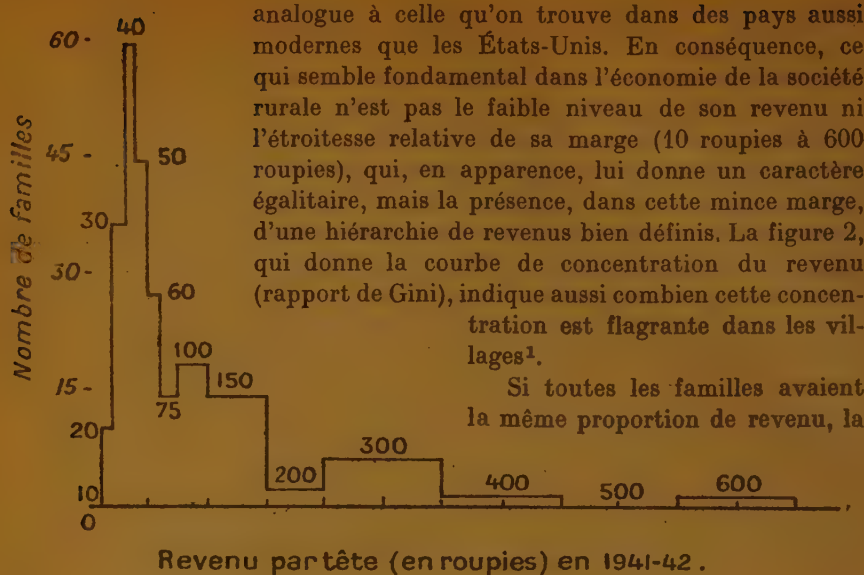 analogue à celle qu'on trouve dans des pays aussi
modernes que les États-Unis. En conséquence, ce
qui semble fondamental dans l'économie de la société
rurale n'est pas le faible niveau de son revenu ni
l'étroitesse relative de sa marge (10 roupies à 600
roupies), qui, en apparence, lui donne un caractère
égalitaire, mais la présence, dans cette mince marge,
d'une hiérarchie de revenus bien définis. La figure 2,
qui donne la courbe de concentration du revenu
(rapport de Gini), indique aussi combien cette concen-
tration est flagrante dans les vil-
lages¹.
Si toutes les familles avaient
la même proportion de revenu, la
Nombre de familles
60-
45-
30-
15-
0
10
20
30
40
50
60
75
100
150
200
300
400
500
600
Revenu par tête (en roupies) en 1941-42.